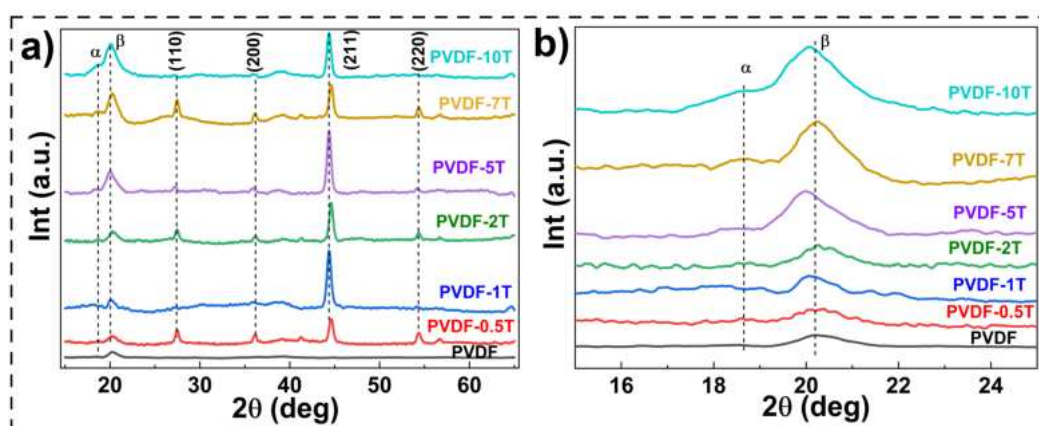 a)
α
β
(110)
(200)
(211)
(220)
PVDF-10T
PVDF-7T
PVDF-5T
PVDF-2T
PVDF-1T
PVDF-0.5T
PVDF
Int (a.u.)
20
30
40
50
60
2θ (deg)
b)
α
β
PVDF-10T
PVDF-7T
PVDF-5T
PVDF-2T
PVDF-1T
PVDF-0.5T
PVDF
Int (a.u.)
16
18
20
22
24
2θ (deg)